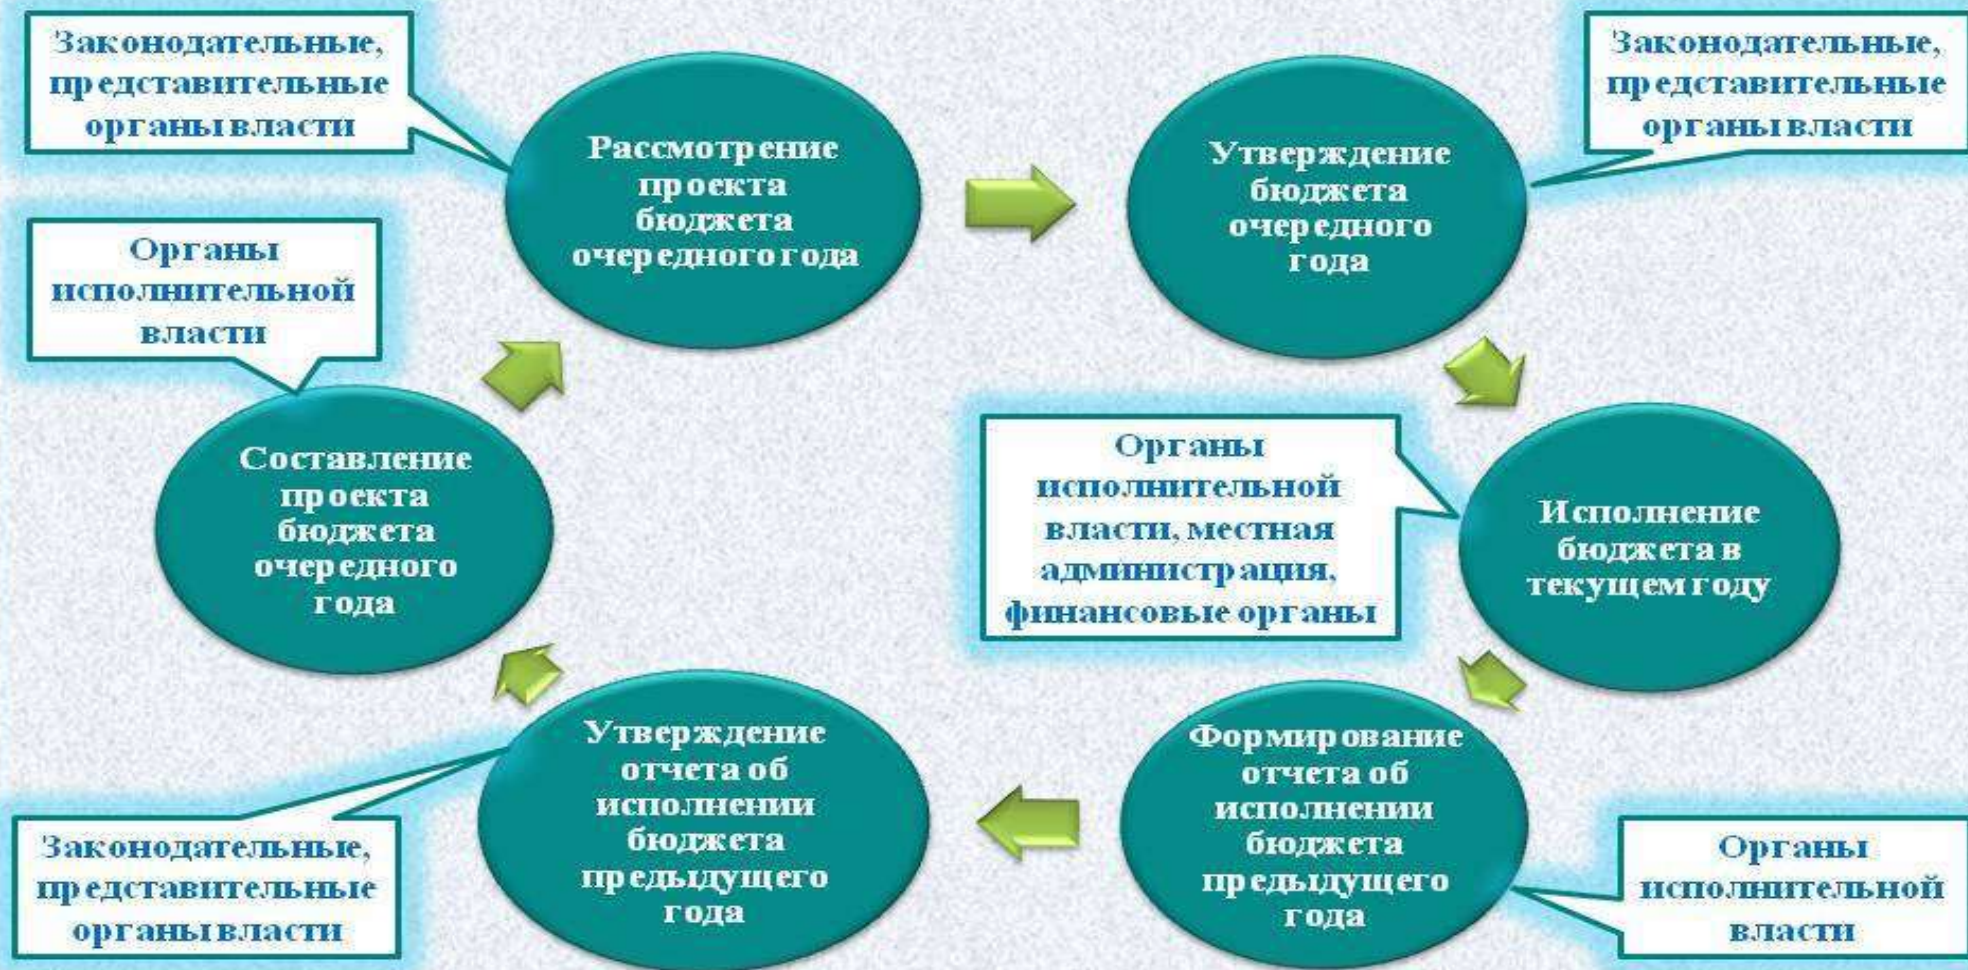 Законодательные,
представительные
органы власти
Рассмотрение
проекта
бюджета
очередного года
Утверждение
бюджета
очередного
года
Законодательные,
представительные
органы власти
Органы
исполнительной
власти
Составление
проекта
бюджета
очередного
года
Органы
исполнительной
власти, местная
администрация,
финансовые органы
Исполнение
бюджета в
текущем году
Утверждение
отчета об
исполнении
бюджета
предыдущего
года
Формирование
отчета об
исполнении
бюджета
предыдущего
года
Законодательные,
представительные
органы власти
Органы
исполнительной
власти